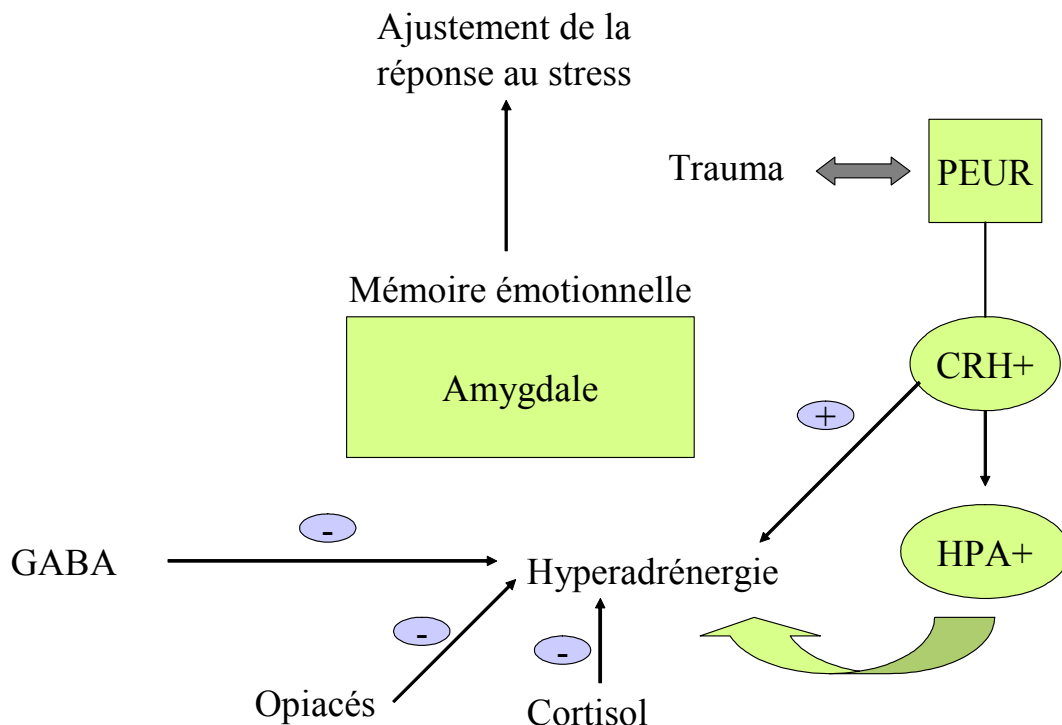 Ajustement de la
réponse au stress
Trauma
PEUR
Mémoire émotionnelle
Amygdale
CRH+
+
-
GABA
Hyperadrénergie
HPA+
-
-
Opiacés
Cortisol